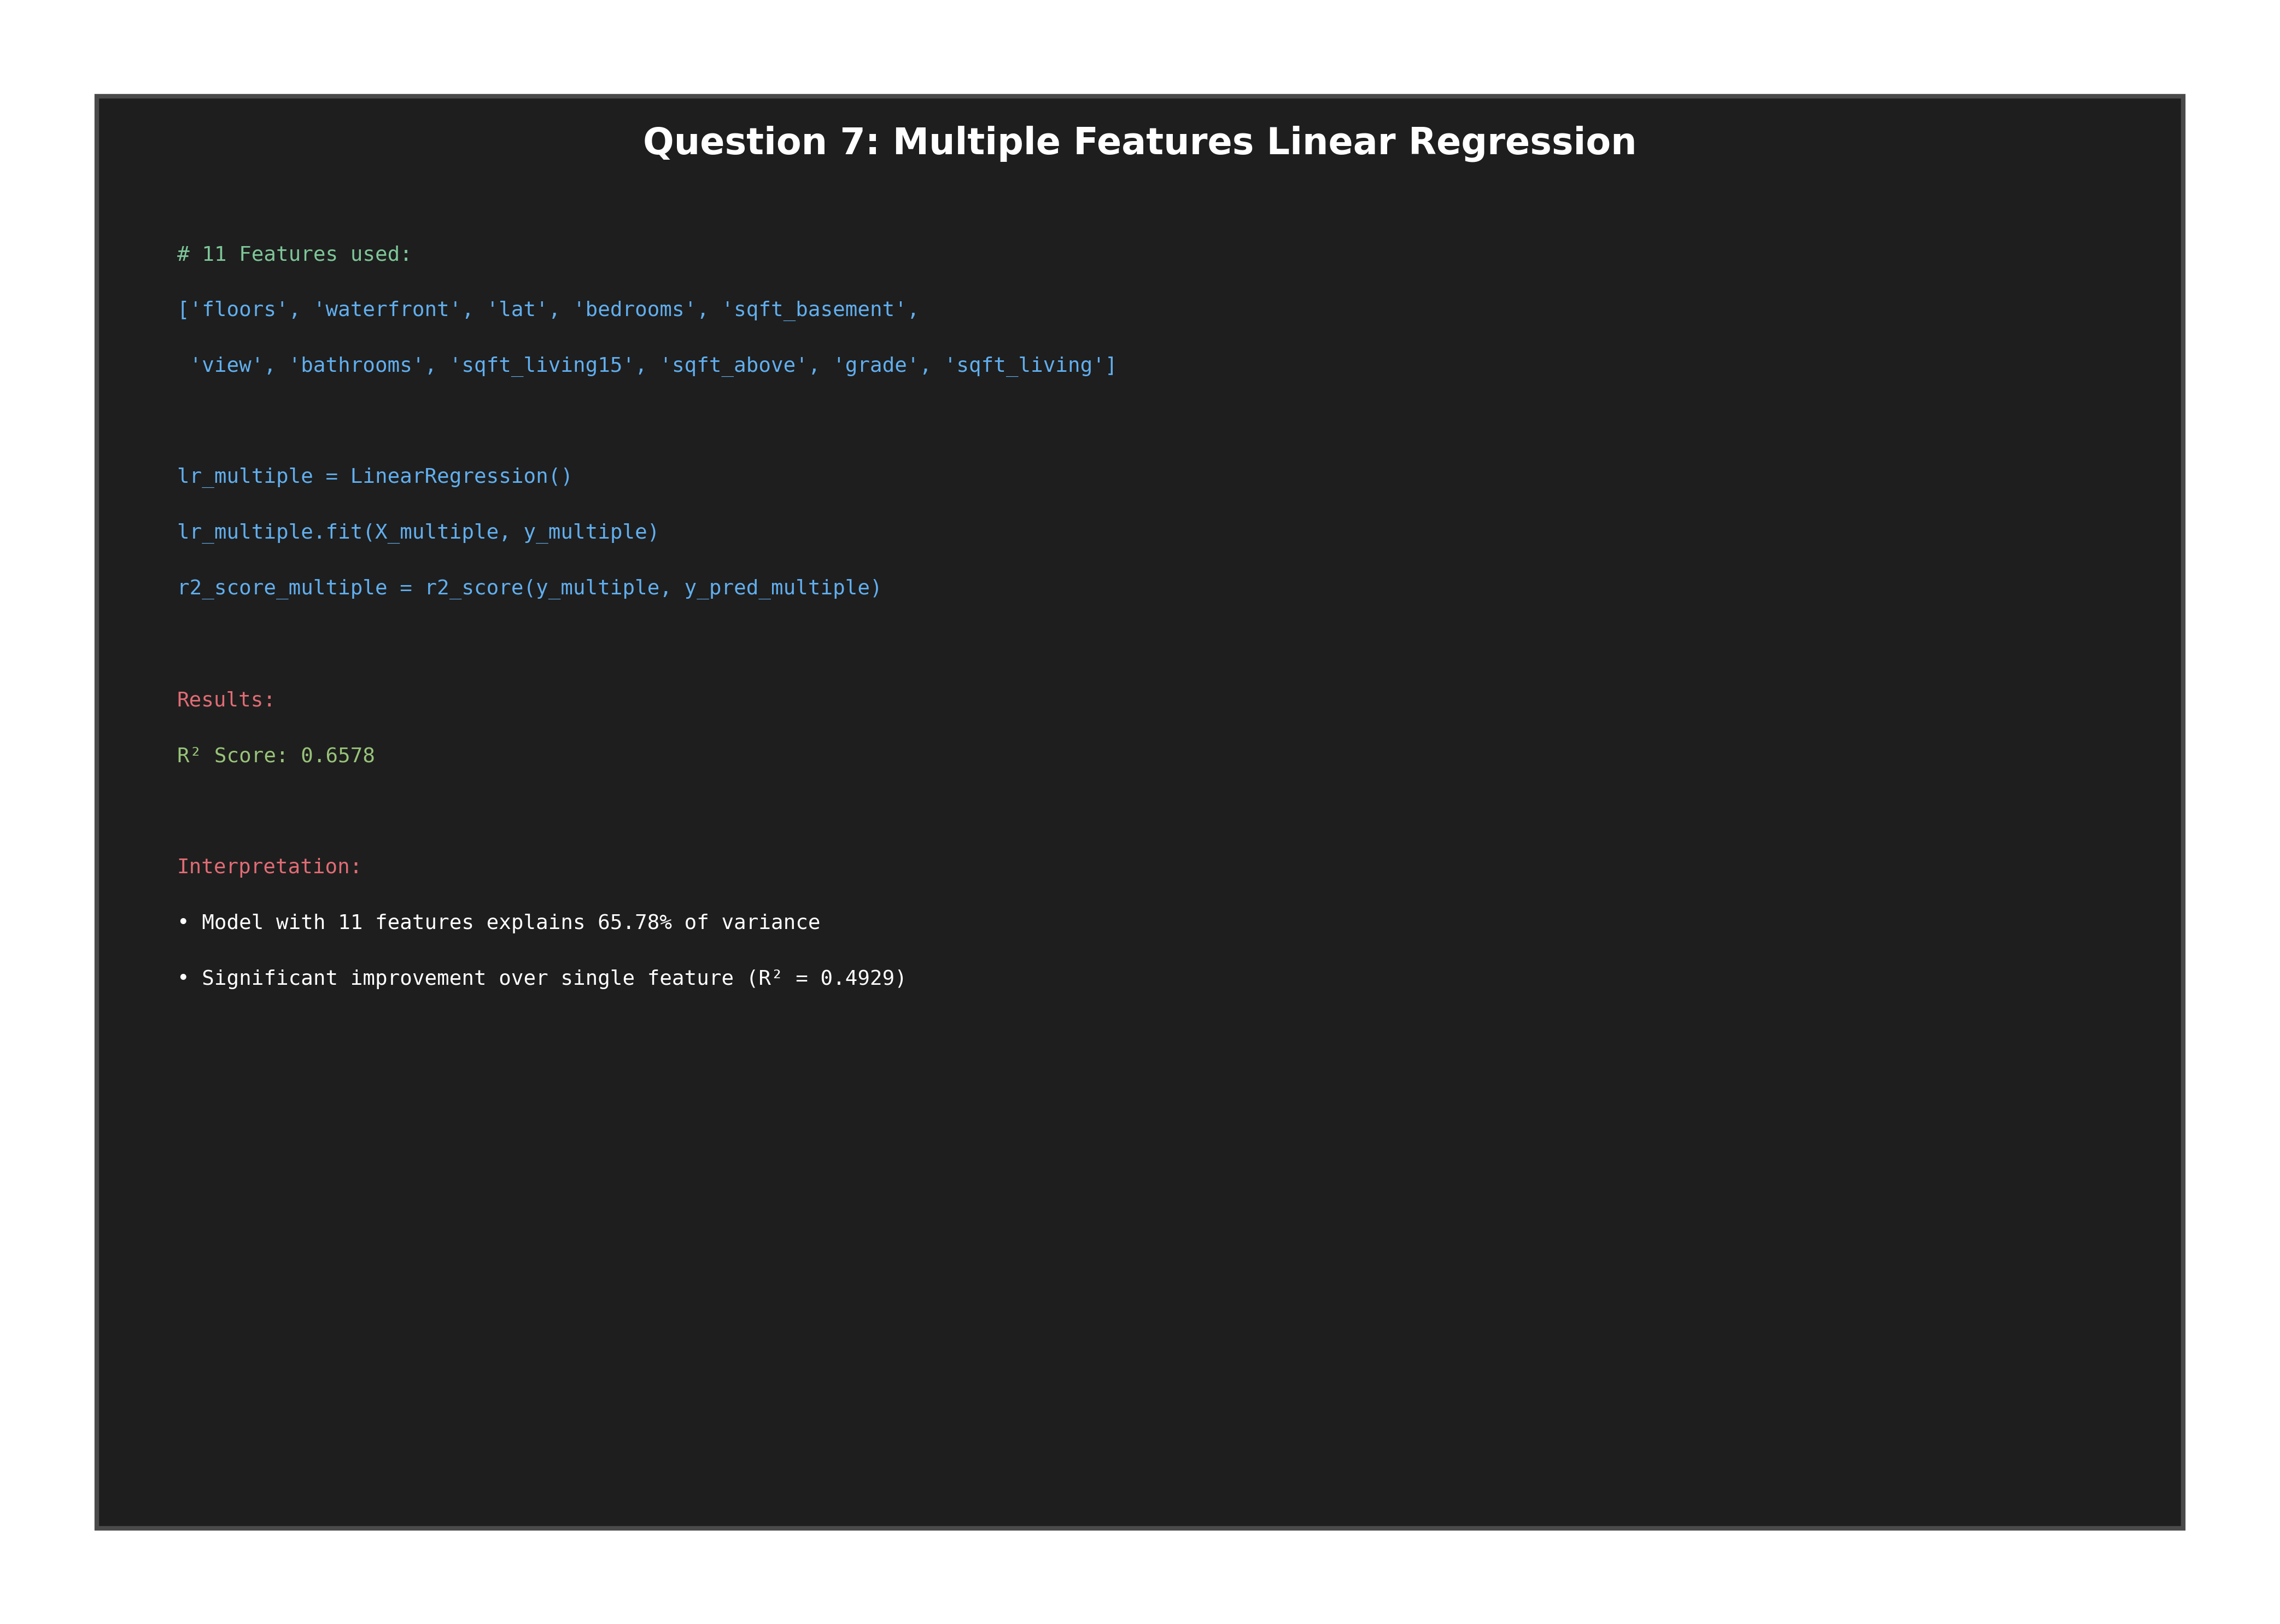 Question 7: Multiple Features Linear Regression
# 11 Features used:
['floors', 'waterfront', 'lat', 'bedrooms', 'sqft_basement',
 'view', 'bathrooms', 'sqft_living15', 'sqft_above', 'grade', 'sqft_living']
lr_multiple = LinearRegression()
lr_multiple.fit(X_multiple, y_multiple)
r2_score_multiple = r2_score(y_multiple, y_pred_multiple)
Results:
R² Score: 0.6578
Interpretation:
• Model with 11 features explains 65.78% of variance
• Significant improvement over single feature (R² = 0.4929)